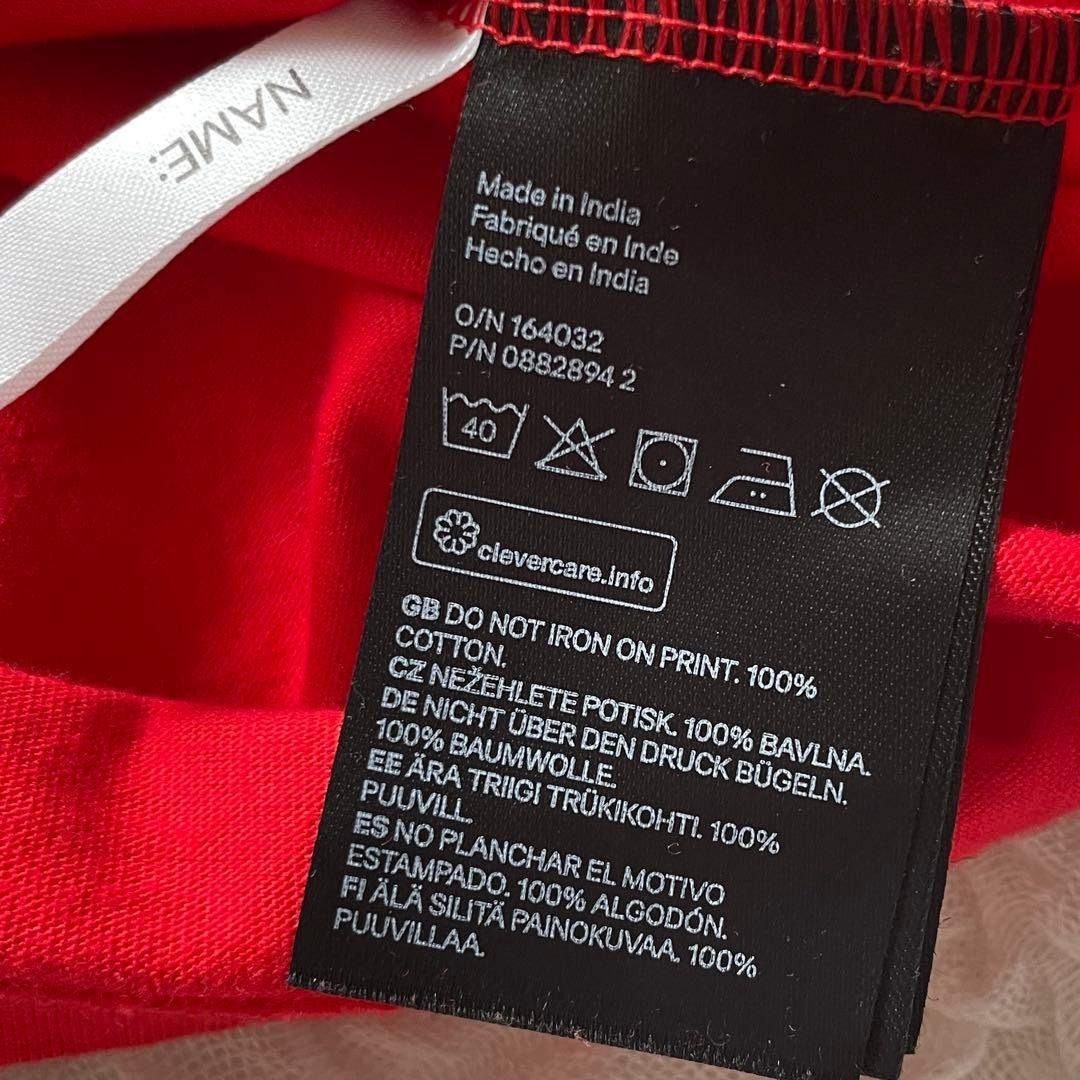 NAME:
Made in India
Fabriqué en Inde
Hecho en India
O/N 164032
P/N 0882894 2
40
clevercare.info
GB DO NOT IRON ON PRINT. 100%
COTTON.
CZ NEŽEHLETE POTISK. 100% BAVLNA.
DE NICHT ÜBER DEN DRUCK BÜGELN.
100% BAUMWOLLE.
EE ÄRA TRIIGI TRÜKIKOHTI. 100%
PUUVILL.
ES NO PLANCHAR EL MOTIVO
ESTAMPADO. 100% ALGODÓN.
FI ÄLÄ SILITÄ PAINOKUVAA. 100%
PUUVILLAA.